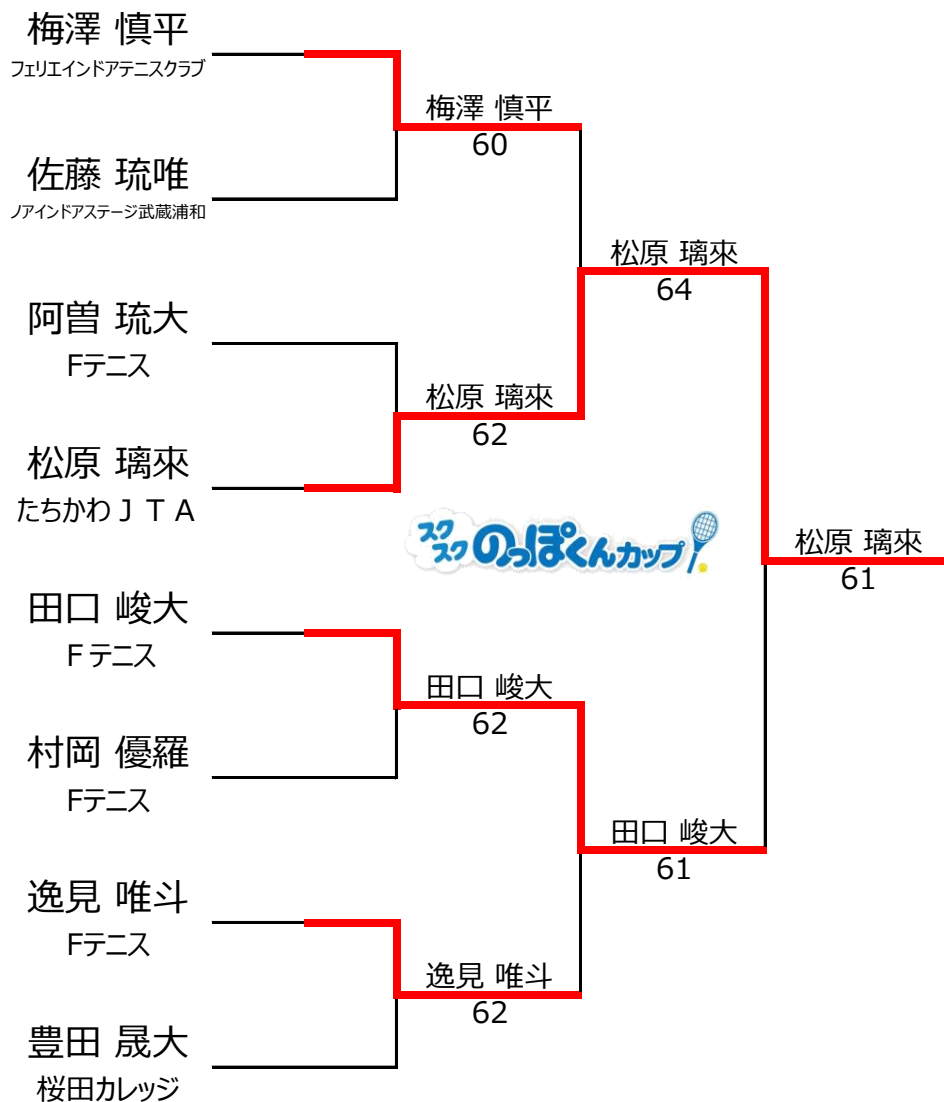 梅澤 慎平
フェリエインドアテニスクラブ
佐藤 琉唯
ノアインドアステージ武蔵浦和
阿曽 琉大
Fテニス
松原 璃來
たちかわＪＴＡ
田口 峻大
Ｆテニス
村岡 優羅
Fテニス
逸見 唯斗
Fテニス
豊田 晟大
桜田カレッジ
梅澤 慎平
60
松原 璃來
62
田口 峻大
62
逸見 唯斗
62
松原 璃來
64
田口 峻大
61
スクスクのっぽくんカップ
松原 璃來
61